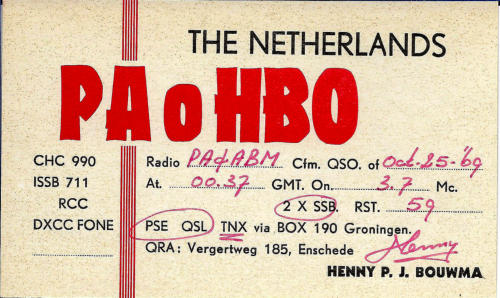 THE NETHERLANDS
PAoHBO
CHC 990
ISSB 711
RCC
DXCC FONE
Radio PAØABM Cfm. QSO. of Oct-25-'69
At. 00.37 GMT. On. 3.7 Mc.
2 X SSB. RST. 59
PSE QSL TNX via BOX 190 Groningen.
QRA: Vergertweg 185, Enschede
Henny
HENNY P. J. BOUWMA